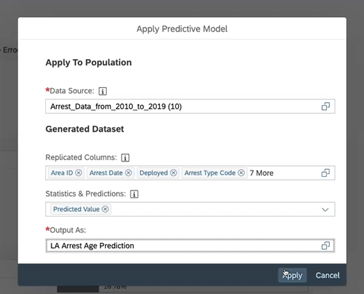 Apply Predictive Model
Erro
Apply To Population
*Data Source:
Arrest_Data_from_2010_to_2019 (10)
Generated Dataset
Replicated Columns:
Area ID Arrest Date Deployed Arrest Type Code 7 More
Statistics & Predictions:
Predicted Value
*Output As:
LA Arrest Age Prediction
Apply Cancel